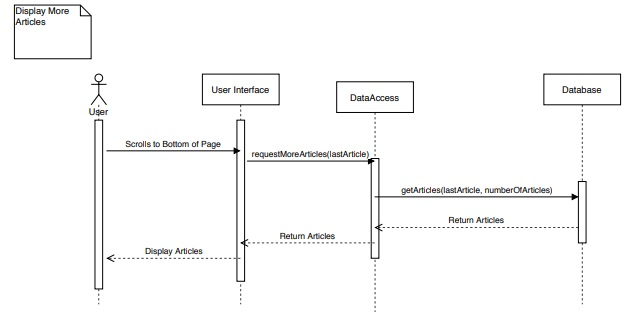 Display More
Articles
User
User Interface
DataAccess
Database
Scrolls to Bottom of Page
requestMoreArticles(lastArticle)
getArticles(lastArticle, numberOfArticles)
Return Articles
Return Articles
Display Articles